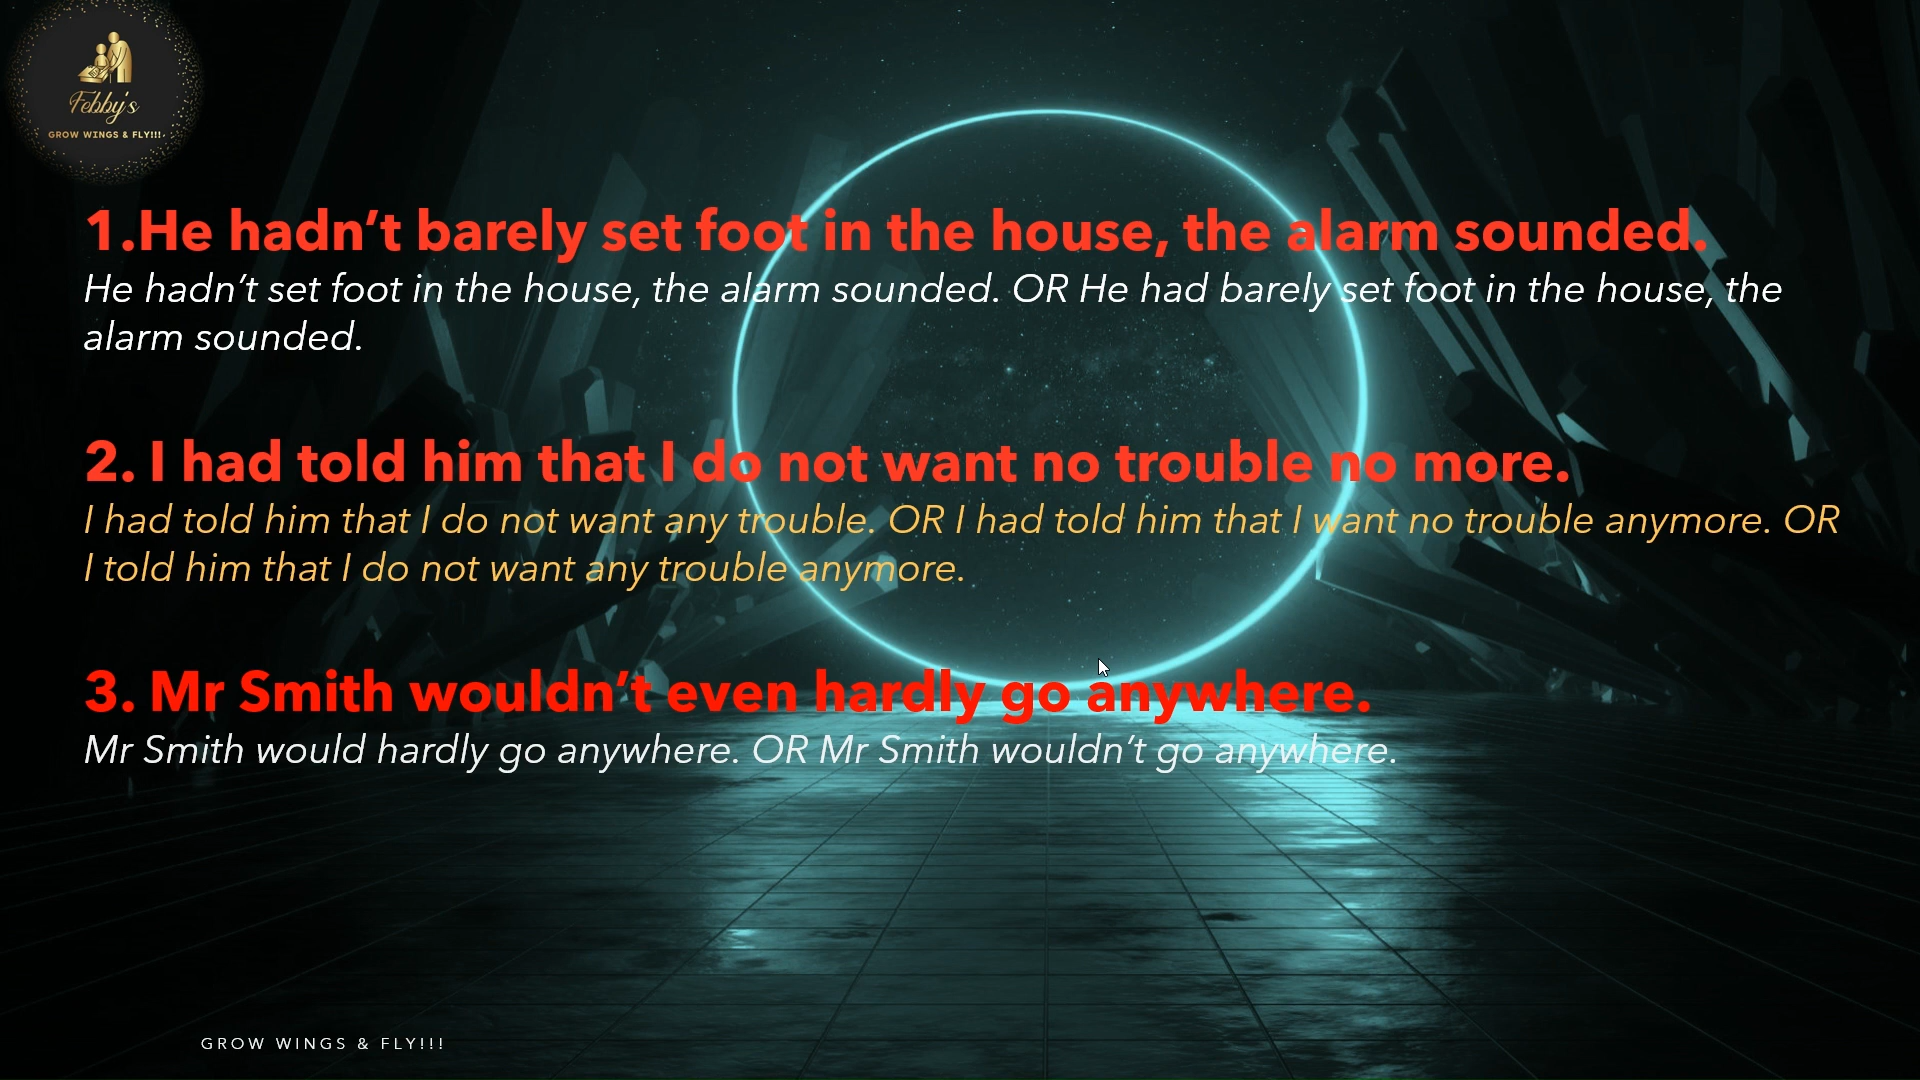 Febby's
GROW WINGS & FLY!!!
1.He hadn’t barely set foot in the house, the alarm sounded.
He hadn’t set foot in the house, the alarm sounded. OR He had barely set foot in the house, the
alarm sounded.
2. I had told him that I do not want no trouble no more.
I had told him that I do not want any trouble. OR I had told him that I want no trouble anymore. OR
I told him that I do not want any trouble anymore.
3. Mr Smith wouldn’t even hardly go anywhere.
Mr Smith would hardly go anywhere. OR Mr Smith wouldn’t go anywhere.
GROW WINGS & FLY!!!